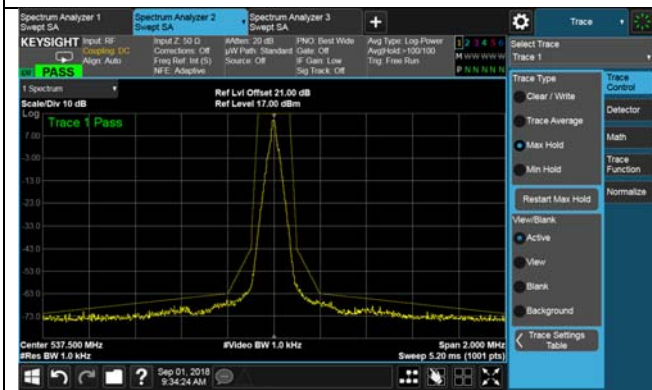 Spectrum Analyzer 1
Swept SA
Spectrum Analyzer 2
Swept SA
Spectrum Analyzer 3
Swept SA
+
Trace
KEYSIGHT
Input: RF
Coupling: DC
Align: Auto
Input Z: 50 Ω
Corrections: Off
Freq Ref: Int (S)
NFE: Adaptive
#Atten: 20 dB
µW Path: Standard
Source: Off
PNO: Best Wide
Gate: Off
IF Gain: Low
Sig Track: Off
Avg Type: Log-Power
Avg|Hold:>100/100
Trig: Free Run
1 2 3 4 5 6
M W W W W W
P N N N N N
PASS
1 Spectrum
Scale/Div 10 dB
Ref Lvl Offset 21.00 dB
Ref Level 17.00 dBm
Log
Trace 1 Pass
7.00
-3.00
-13.0
-23.0
-33.0
-43.0
-53.0
-63.0
-73.0
Center 537.500 MHz
#Res BW 1.0 kHz
#Video BW 1.0 kHz
Span 2.000 MHz
Sweep 5.20 ms (1001 pts)
Sep 01, 2018
9:34:24 AM
Select Trace
Trace 1
Trace Type
Clear / Write
Trace Average
Max Hold
Min Hold
Restart Max Hold
View/Blank
Active
View
Blank
Background
Trace Settings
Table
Trace
Control
Detector
Math
Trace
Function
Normalize